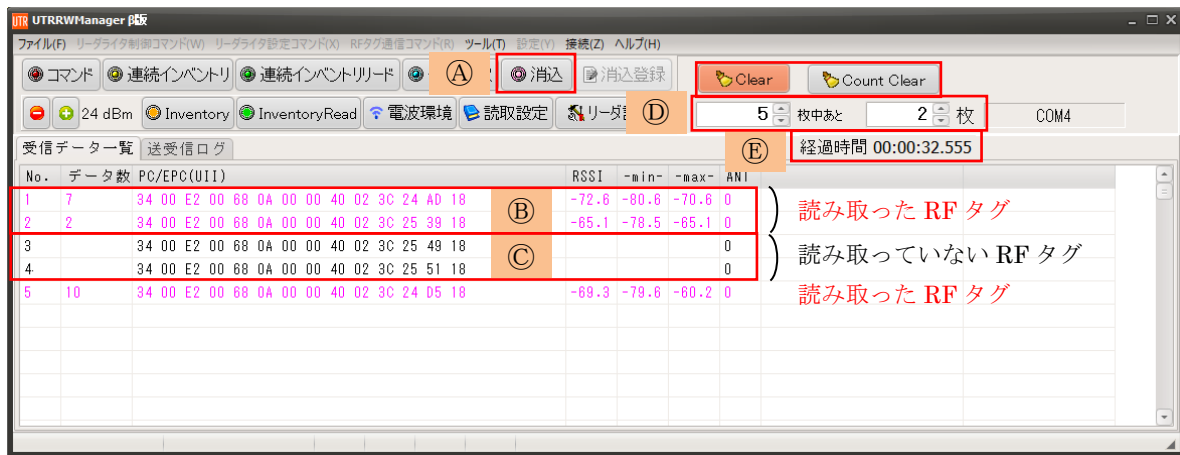 UTR UTRRWManager β版
ファイル(F) リーダライタ制御コマンド(W) リーダライタ設定コマンド(X) RFタグ通信コマンド(R) ツール(T) 設定(Y) 接続(Z) ヘルプ(H)
コマンド 連続インベントリ 連続インベントリリード Ⓐ 消込 消込登録 Clear Count Clear
24 dBm Inventory InventoryRead 電波環境 読取設定 リーダ Ⓓ 5 枚中あと 2 枚 COM4
受信データ一覧 送受信ログ Ⓔ 経過時間 00:00:32.555
No. データ数 PC/EPC(UII) RSSI -min- -max- ANT
1 7 34 00 E2 00 68 0A 00 00 40 02 3C 24 AD 18 -72.6 -80.6 -70.6 0
Ⓑ 読み取った RF タグ
2 2 34 00 E2 00 68 0A 00 00 40 02 3C 25 39 18 -65.1 -78.5 -65.1 0
3 34 00 E2 00 68 0A 00 00 40 02 3C 25 49 18 0
Ⓒ 読み取っていない RF タグ
4 34 00 E2 00 68 0A 00 00 40 02 3C 25 51 18 0
5 10 34 00 E2 00 68 0A 00 00 40 02 3C 24 D5 18 -69.3 -79.6 -60.2 0 読み取った RF タグ